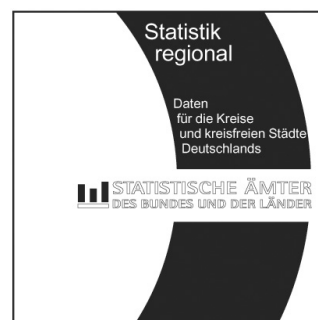 Statistik
regional
Daten
für die Kreise
und kreisfreien Städte
Deutschlands
STATISTISCHE ÄMTER
DES BUNDES UND DER LÄNDER